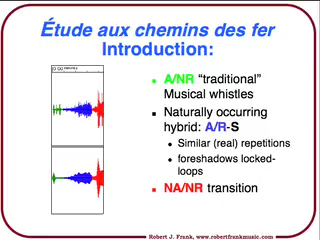 Étude aux chemins des fer
Introduction:
A/NR “traditional”
Musical whistles
Naturally occurring
hybrid: A/R-S
Similar (real) repetitions
foreshadows locked-
loops
NA/NR transition
Robert J. Frank, www.robertfrankmusic.com